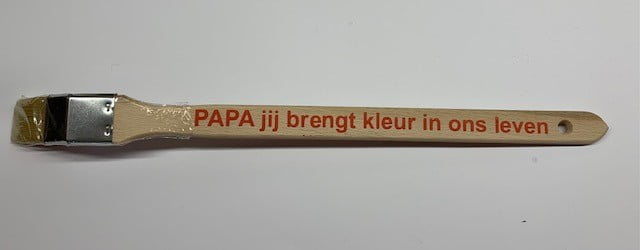 PAPA jij brengt kleur in ons leven